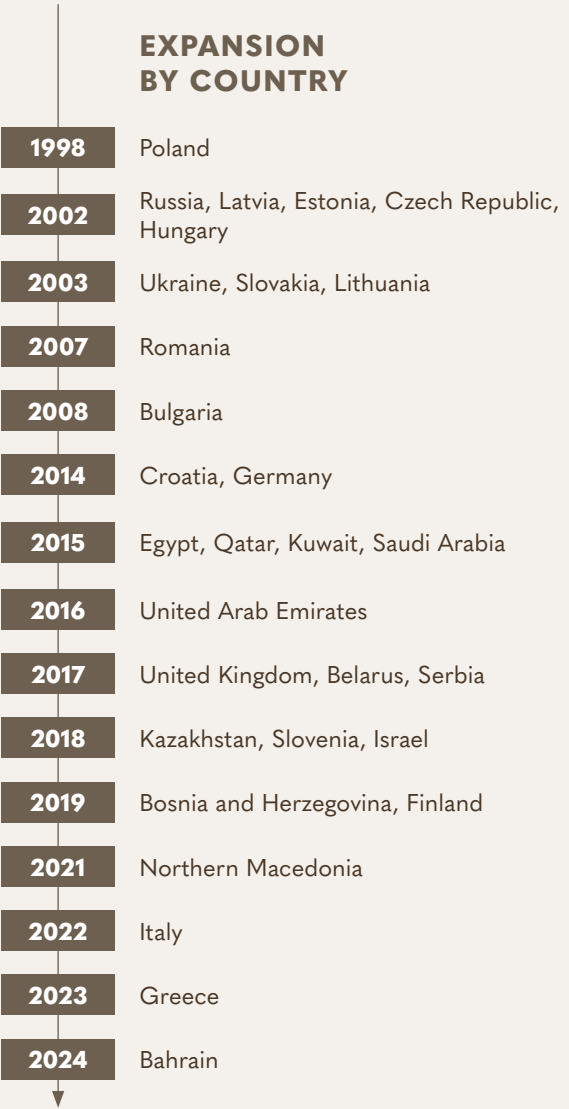 EXPANSION
BY COUNTRY
1998 Poland
2002 Russia, Latvia, Estonia, Czech Republic,
Hungary
2003 Ukraine, Slovakia, Lithuania
2007 Romania
2008 Bulgaria
2014 Croatia, Germany
2015 Egypt, Qatar, Kuwait, Saudi Arabia
2016 United Arab Emirates
2017 United Kingdom, Belarus, Serbia
2018 Kazakhstan, Slovenia, Israel
2019 Bosnia and Herzegovina, Finland
2021 Northern Macedonia
2022 Italy
2023 Greece
2024 Bahrain